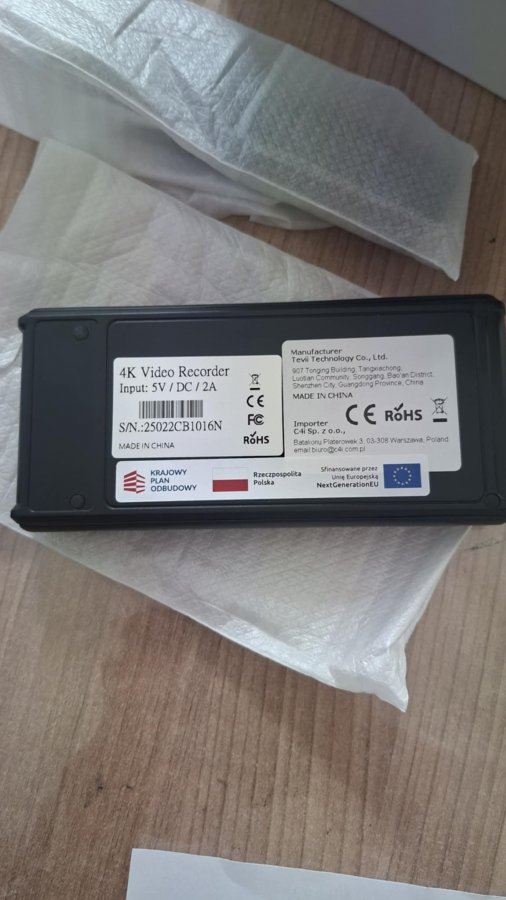 4K Video Recorder
Input: 5V / DC / 2A
S/N.:25022CB1016N
MADE IN CHINA
CE
FC
RoHS
Manufacturer
Tevii Technology Co., Ltd.
907 Tonging Building, Tangxiachong,
Luotian Community, Songgang, Bao'an District,
Shenzhen City, Guangdong Province, China
MADE IN CHINA
Importer
C4i Sp. z o.o.,
CE RoHS
Batalionu Platerowek 3, 03-308 Warszawa, Poland
email:biuro@c4i.com.pl
KRAJOWY
PLAN
ODBUDOWY
Rzeczpospolita
Polska
Sfinansowane przez
Unię Europejską
NextGenerationEU